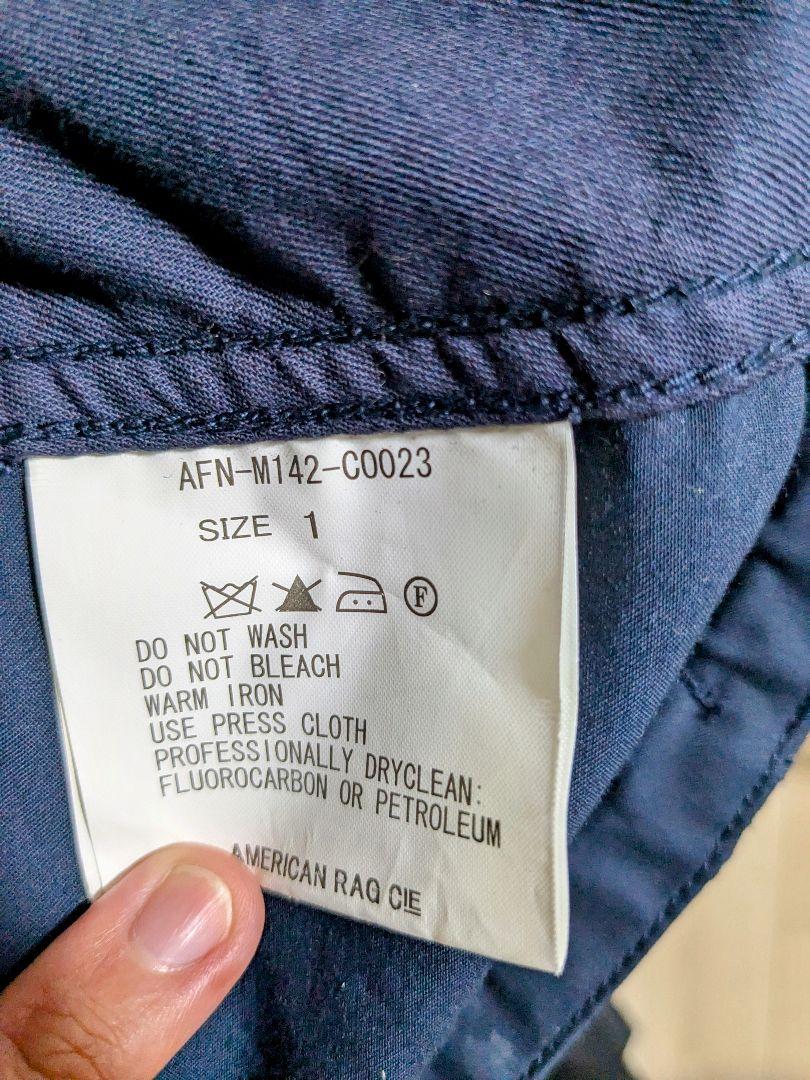 AFN-M142-C0023
SIZE 1
F
DO NOT WASH
DO NOT BLEACH
WARM IRON
USE PRESS CLOTH
PROFESSIONALLY DRYCLEAN:
FLUOROCARBON OR PETROLEUM
AMERICAN RAG CIE